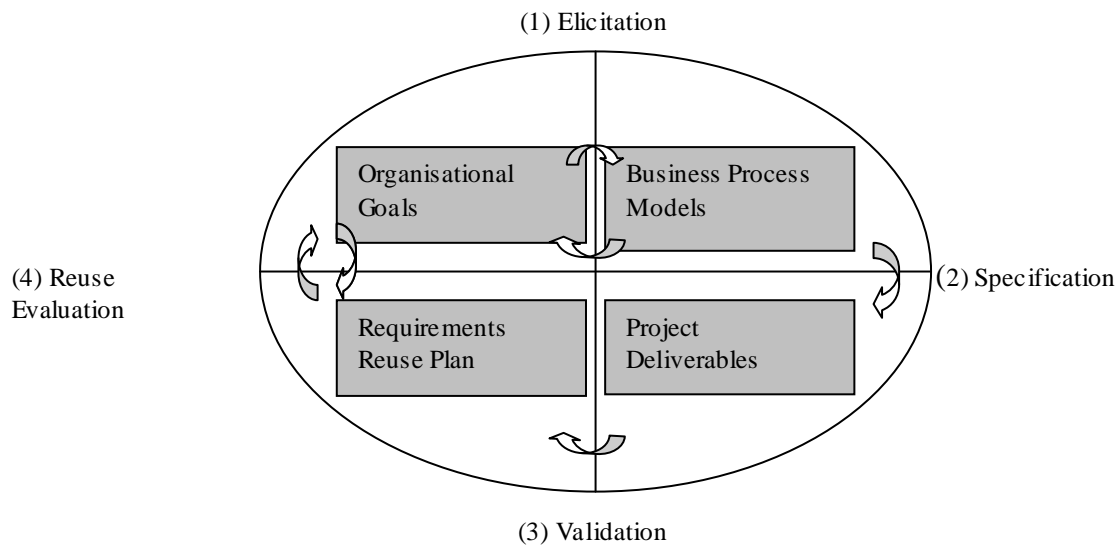 (1) Elicitation
Organisational
Goals
Business Process
Models
(4) Reuse
Evaluation
(2) Specification
Requirements
Reuse Plan
Project
Deliverables
(3) Validation